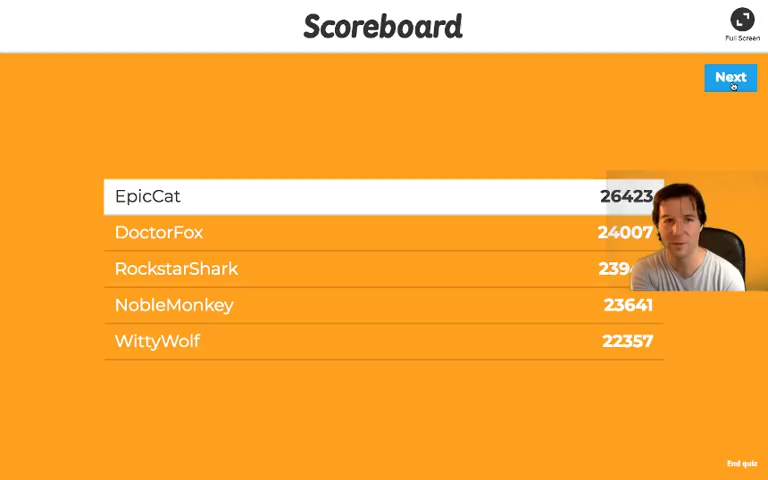 Scoreboard
Full Screen
Next
EpicCat 26423
DoctorFox 24007
RockstarShark
NobleMonkey 23641
WittyWolf 22357
End quiz